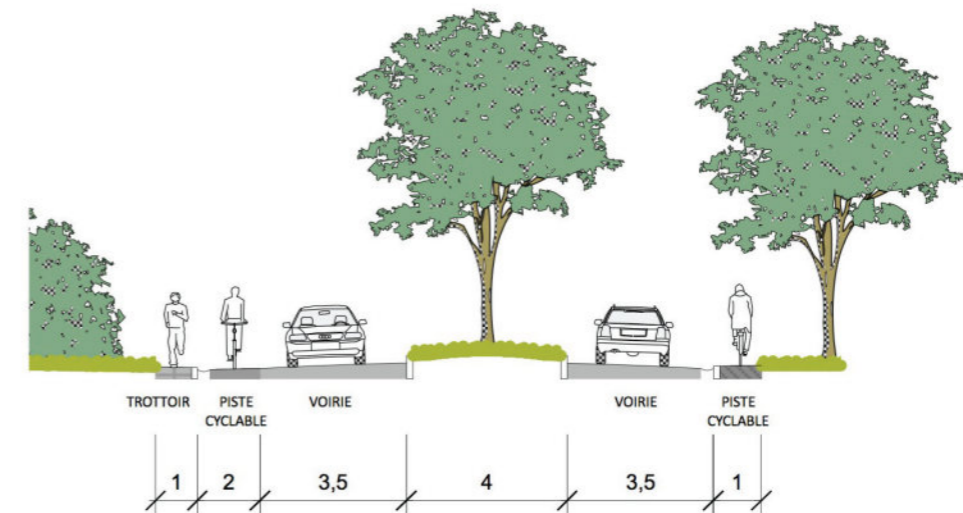 TROTTOIR PISTE VOIRIE VOIRIE PISTE
CYCLABLE CYCLABLE
1 2 3,5 4 3,5 1